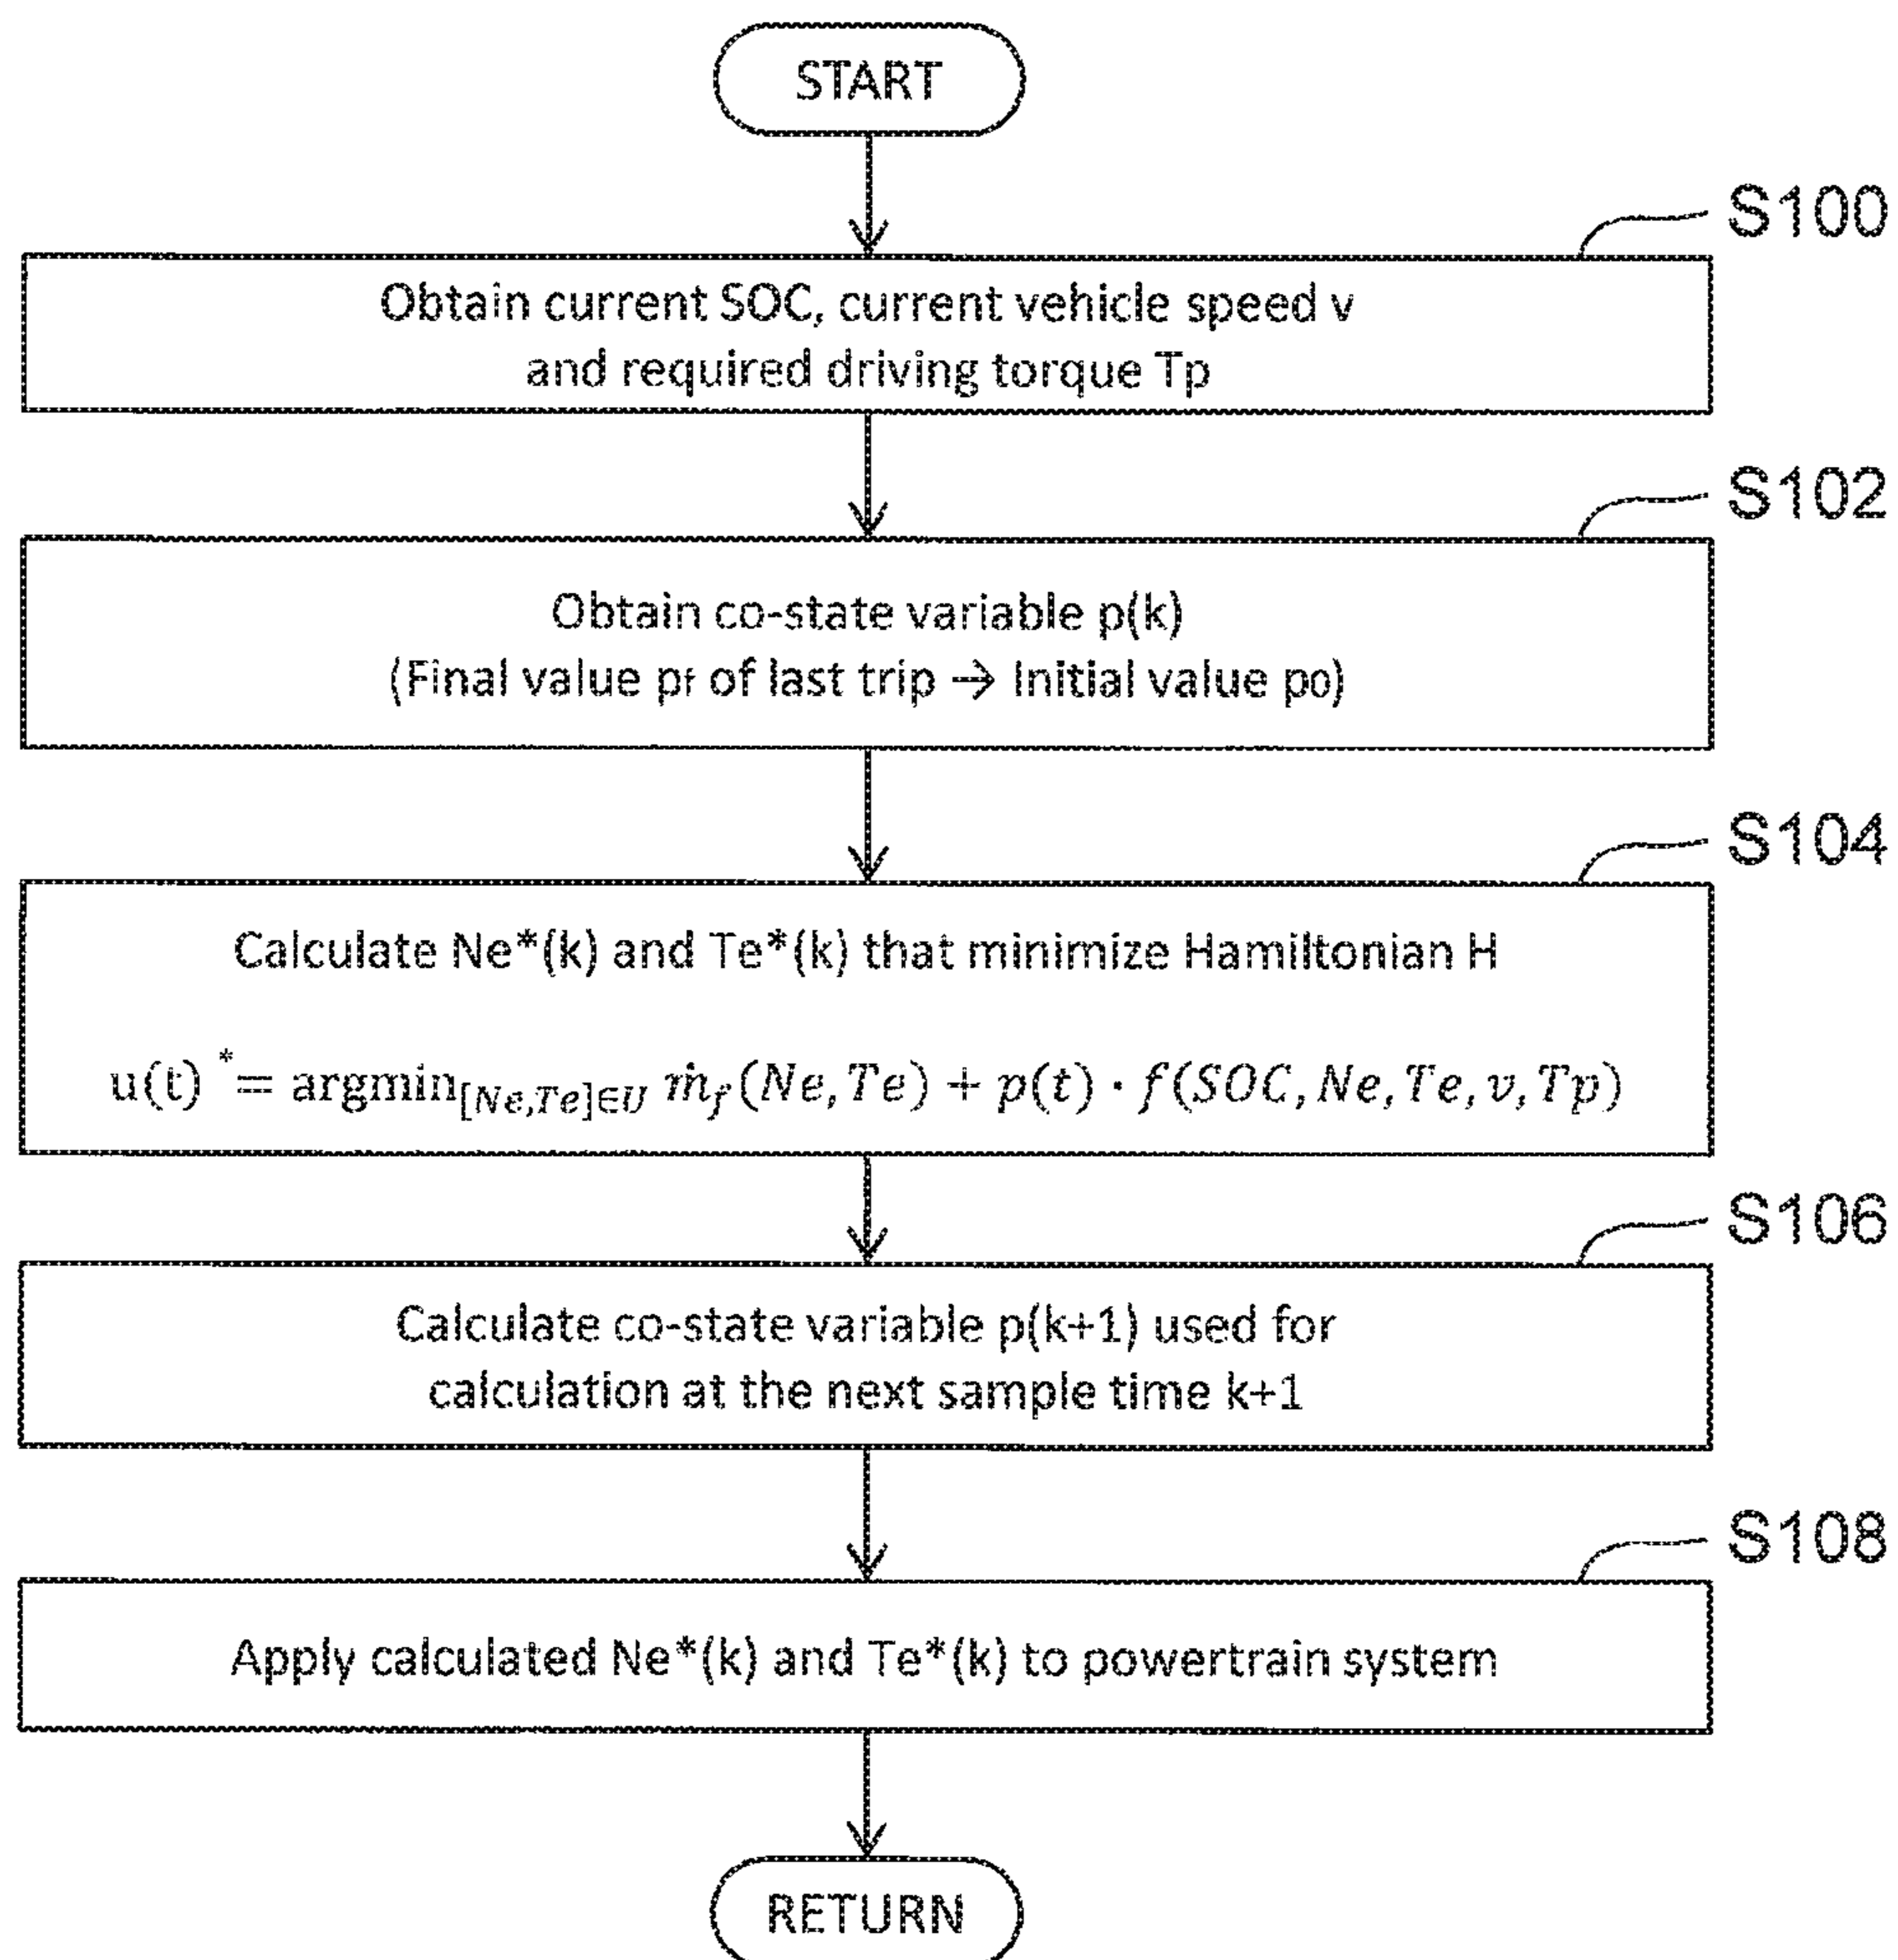 START
S100
Obtain current SOC, current vehicle speed v
and required driving torque Tp
S102
Obtain co-state variable p(k)
(Final value pf of last trip → Initial value p0)
S104
Calculate Ne*(k) and Te*(k) that minimize Hamiltonian H
u(t)* = argmin[Ne,Te]∈U ṁf(Ne, Te) + p(t) · f(SOC, Ne, Te, v, Tp)
S106
Calculate co-state variable p(k+1) used for
calculation at the next sample time k+1
S108
Apply calculated Ne*(k) and Te*(k) to powertrain system
RETURN